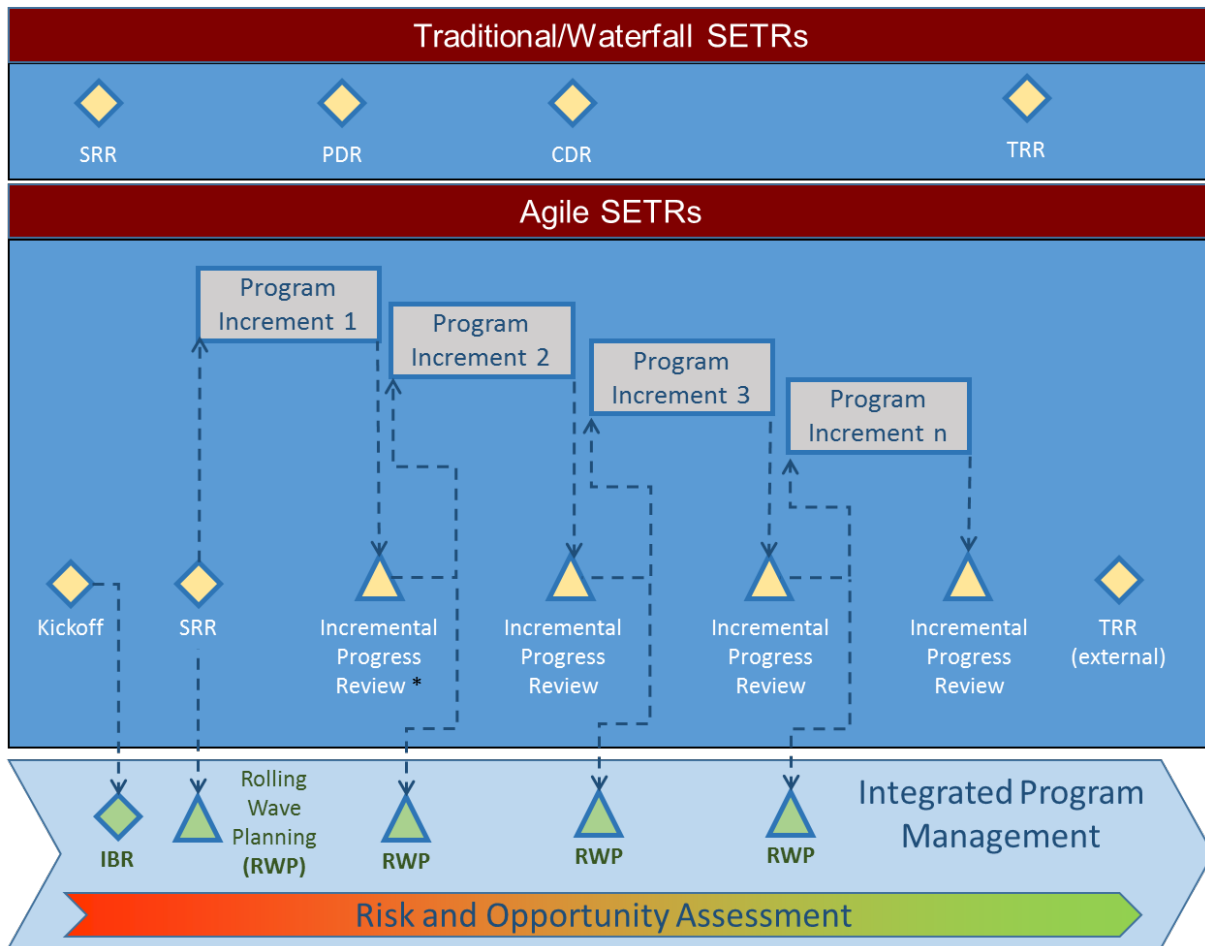 Traditional/Waterfall SETRs
SRR
PDR
CDR
TRR
Agile SETRs
Program
Increment 1
Program
Increment 2
Program
Increment 3
Program
Increment n
Kickoff
SRR
Incremental
Progress
Review *
Incremental
Progress
Review
Incremental
Progress
Review
Incremental
Progress
Review
TRR
(external)
IBR
Rolling
Wave
Planning
(RWP)
RWP
RWP
RWP
Integrated Program
Management
Risk and Opportunity Assessment